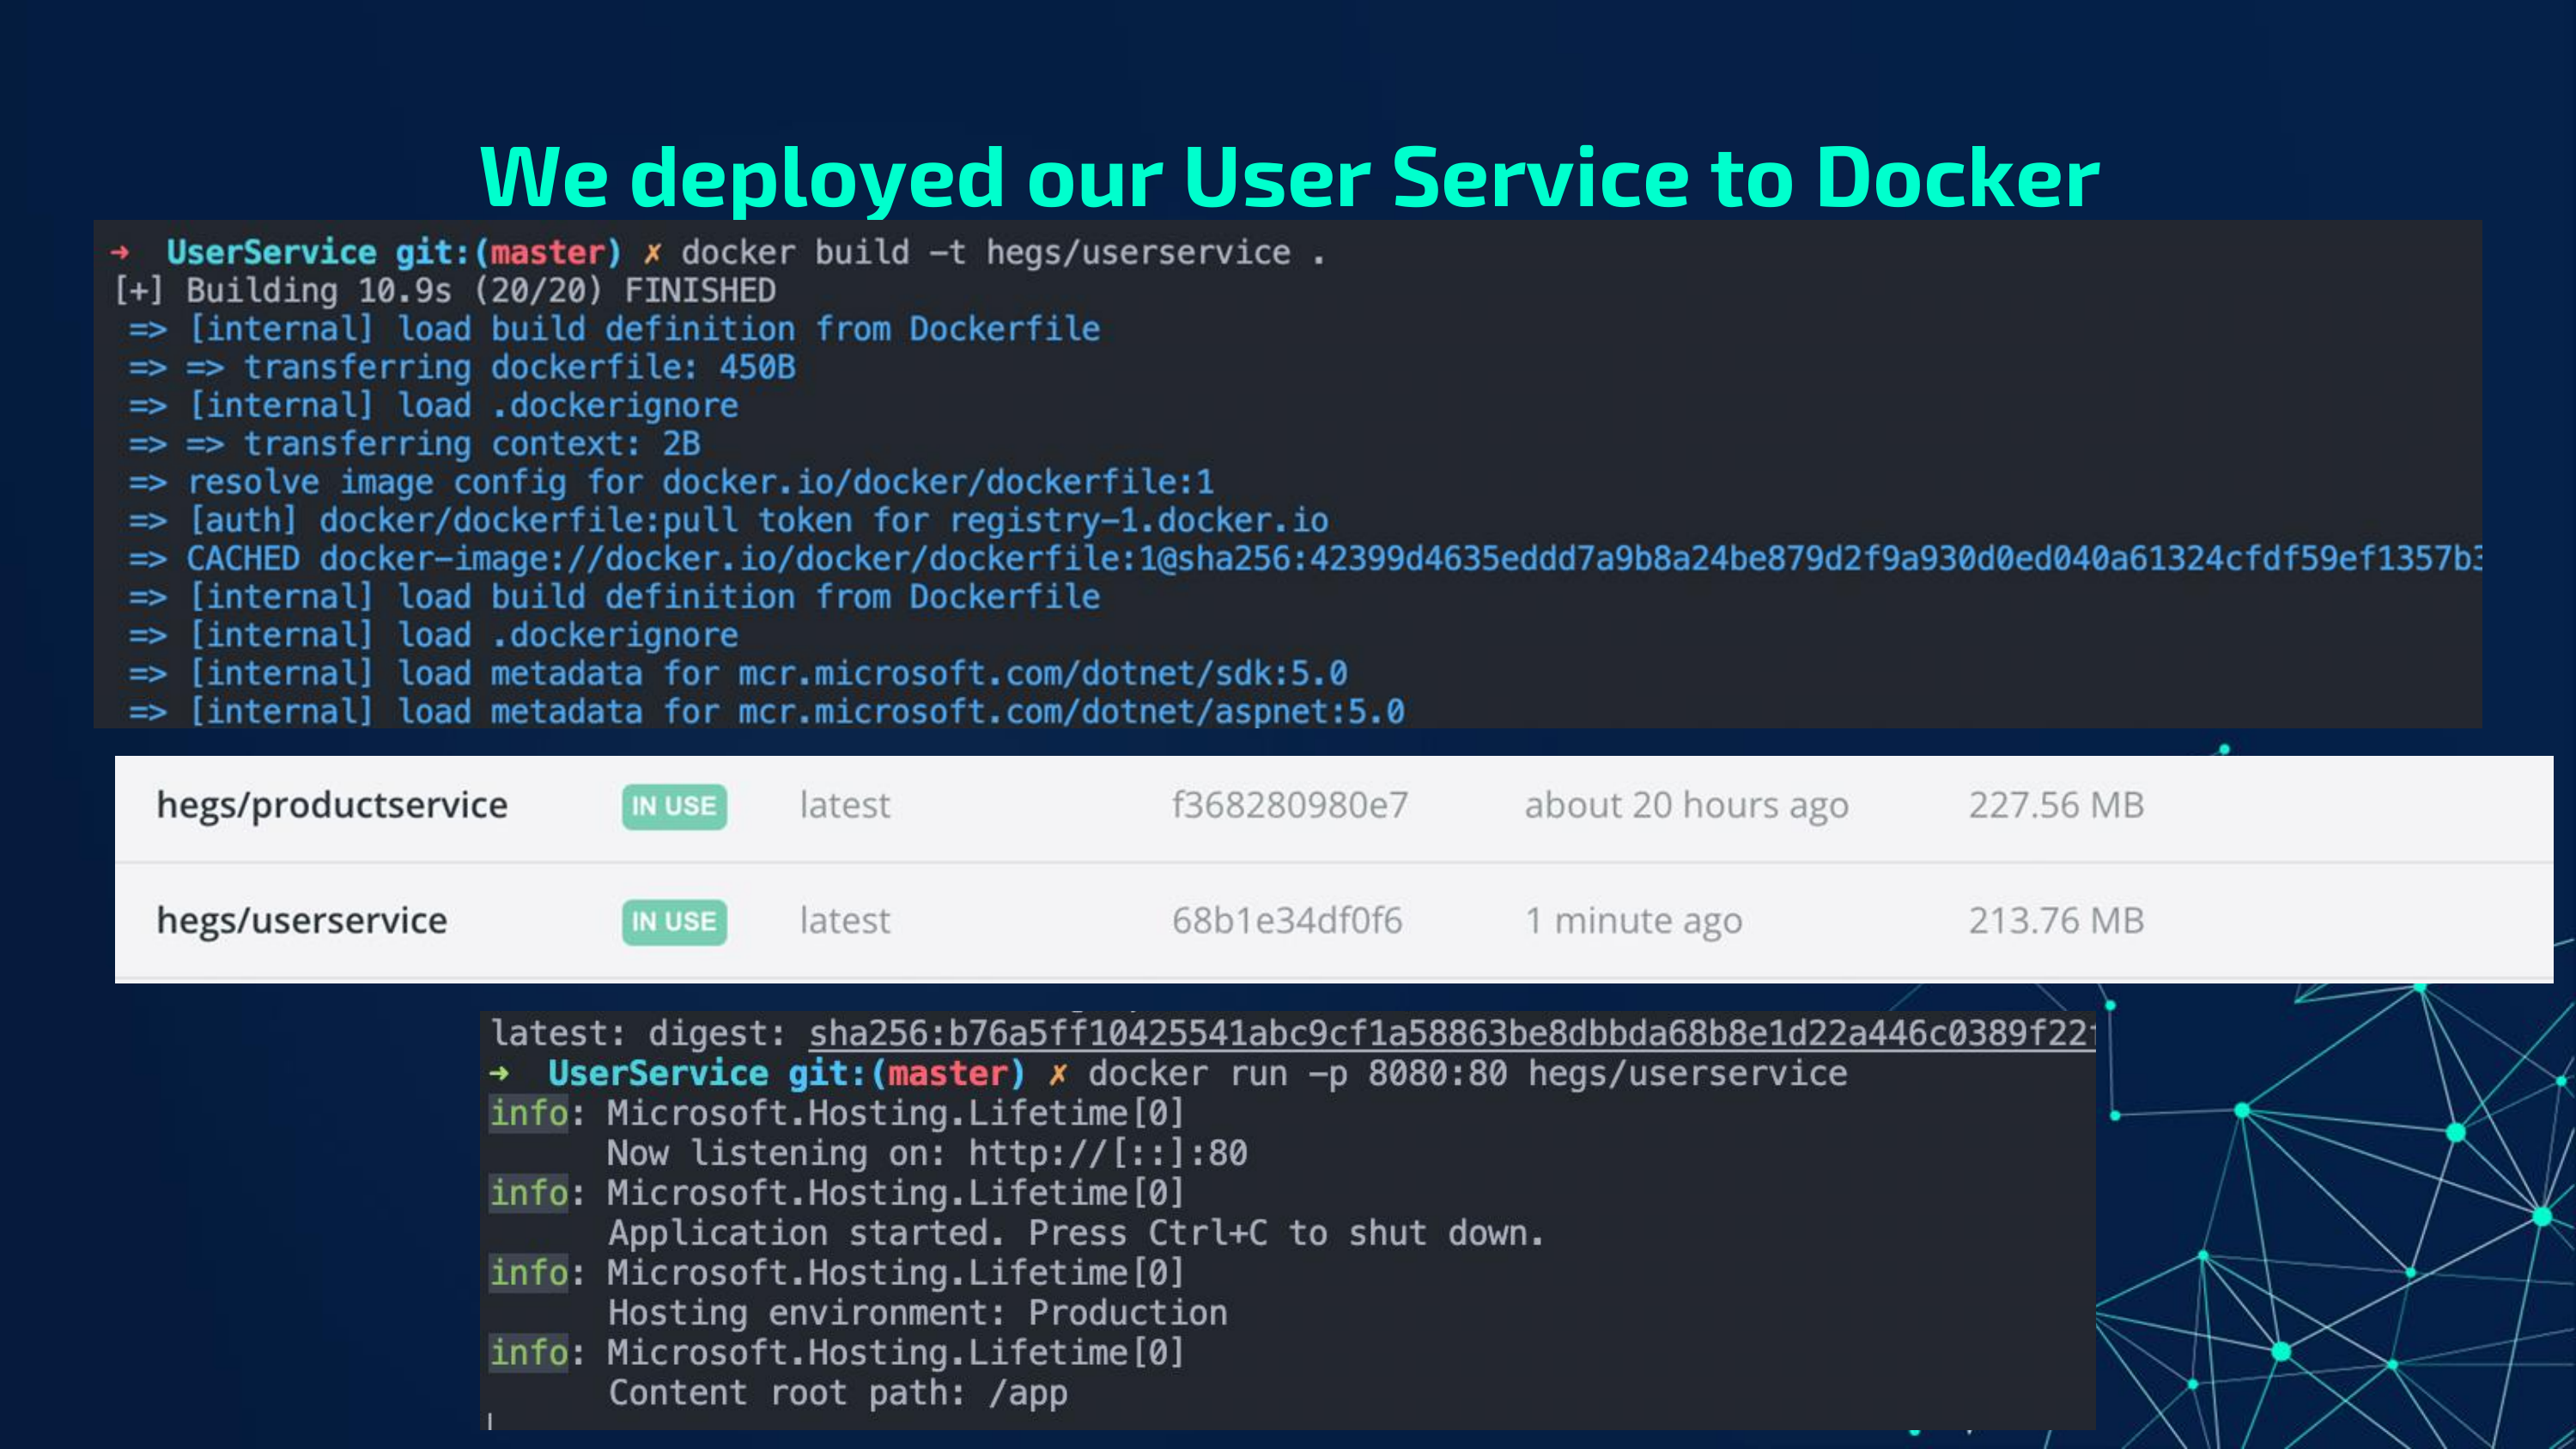 We deployed our User Service to Docker
➜ UserService git:(master) ✗ docker build -t hegs/userservice .
[+] Building 10.9s (20/20) FINISHED
=> [internal] load build definition from Dockerfile
=> => transferring dockerfile: 450B
=> [internal] load .dockerignore
=> => transferring context: 2B
=> resolve image config for docker.io/docker/dockerfile:1
=> [auth] docker/dockerfile:pull token for registry-1.docker.io
=> CACHED docker-image://docker.io/docker/dockerfile:1@sha256:42399d4635eddd7a9b8a24be879d2f9a930d0ed040a61324cfdf59ef1357b3
=> [internal] load build definition from Dockerfile
=> [internal] load .dockerignore
=> [internal] load metadata for mcr.microsoft.com/dotnet/sdk:5.0
=> [internal] load metadata for mcr.microsoft.com/dotnet/aspnet:5.0
hegs/productservice IN USE latest f368280980e7 about 20 hours ago 227.56 MB
hegs/userservice IN USE latest 68b1e34df0f6 1 minute ago 213.76 MB
latest: digest: sha256:b76a5ff10425541abc9cf1a58863be8dbbda68b8e1d22a446c0389f22f
➜ UserService git:(master) ✗ docker run -p 8080:80 hegs/userservice
info: Microsoft.Hosting.Lifetime[0]
Now listening on: http://[::]:80
info: Microsoft.Hosting.Lifetime[0]
Application started. Press Ctrl+C to shut down.
info: Microsoft.Hosting.Lifetime[0]
Hosting environment: Production
info: Microsoft.Hosting.Lifetime[0]
Content root path: /app